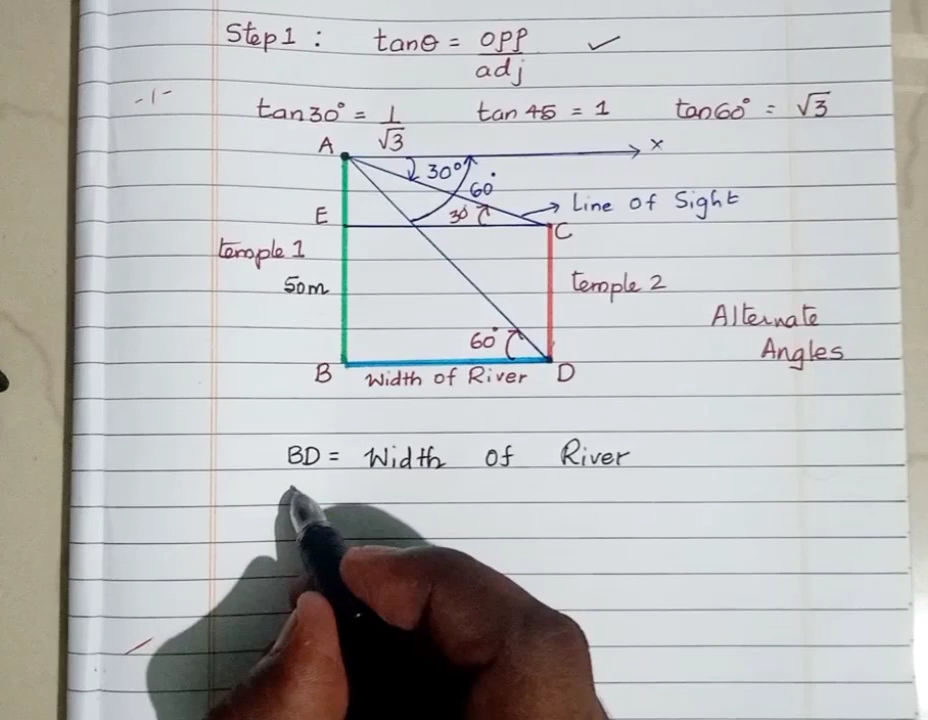 Step 1 : tanθ = opp/adj ✓
-1-
tan30° = 1/√3 tan 45 = 1 tan60° = √3
A x
30°
60°
E 30° Line of Sight
C
temple 1
50m temple 2
Alternate
60° Angles
B Width of River D
BD = Width of River